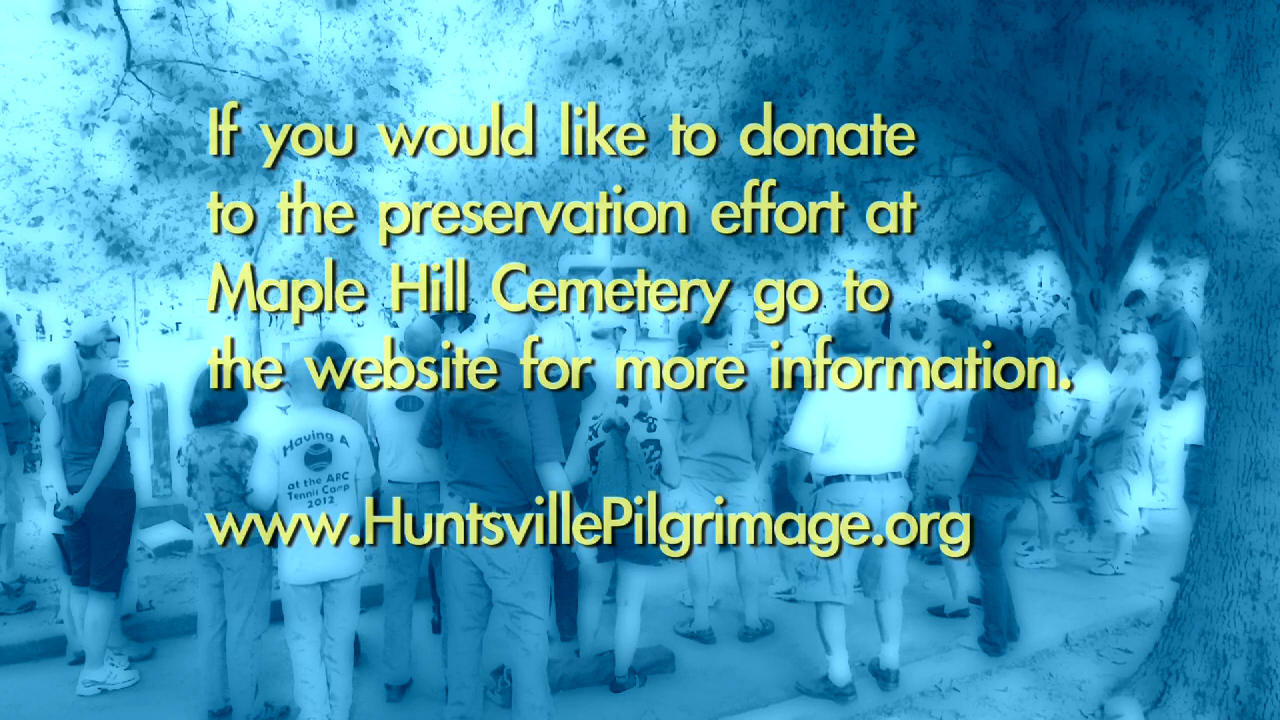 If you would like to donate
to the preservation effort at
Maple Hill Cemetery go to
the website for more information.
Having A
at the ARC
Tennis Camp
2012
www.HuntsvillePilgrimage.org